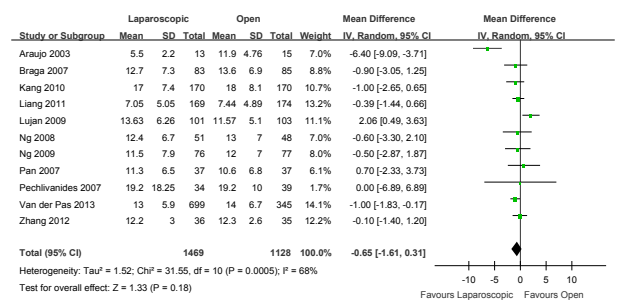 Laparoscopic Open Mean Difference Mean Difference
Study or Subgroup Mean SD Total Mean SD Total Weight IV, Random, 95% CI IV, Random, 95% CI
Araujo 2003 5.5 2.2 13 11.9 4.76 15 7.0% -6.40 [-9.09, -3.71]
Braga 2007 12.7 7.3 83 13.6 6.9 85 8.8% -0.90 [-3.05, 1.25]
Kang 2010 17 7.4 170 18 8.1 170 10.8% -1.00 [-2.65, 0.65]
Liang 2011 7.05 5.05 169 7.44 4.89 174 14.0% -0.39 [-1.44, 0.66]
Lujan 2009 13.63 6.26 101 11.57 5.1 103 11.1% 2.06 [0.49, 3.63]
Ng 2008 12.4 6.7 51 13 7 48 7.0% -0.60 [-3.30, 2.10]
Ng 2009 11.5 7.9 76 12 7 77 8.1% -0.50 [-2.87, 1.87]
Pan 2007 11.3 6.5 37 10.6 6.8 37 6.2% 0.70 [-2.33, 3.73]
Pechlivanides 2007 19.2 18.25 34 19.2 10 39 1.9% 0.00 [-6.89, 6.89]
Van der Pas 2013 13 5.9 699 14 6.7 345 14.9% -1.00 [-1.83, -0.17]
Zhang 2012 12.2 3 36 12.3 2.6 35 12.5% -0.10 [-1.40, 1.20]
Total (95% CI) 1469 1128 100.0% -0.65 [-1.61, 0.31]
Heterogeneity: Tau² = 1.52; Chi² = 31.55, df = 10 (P = 0.0005); I² = 68%
Test for overall effect: Z = 1.33 (P = 0.18)
-10 -5 0 5 10
Favours Laparoscopic Favours Open